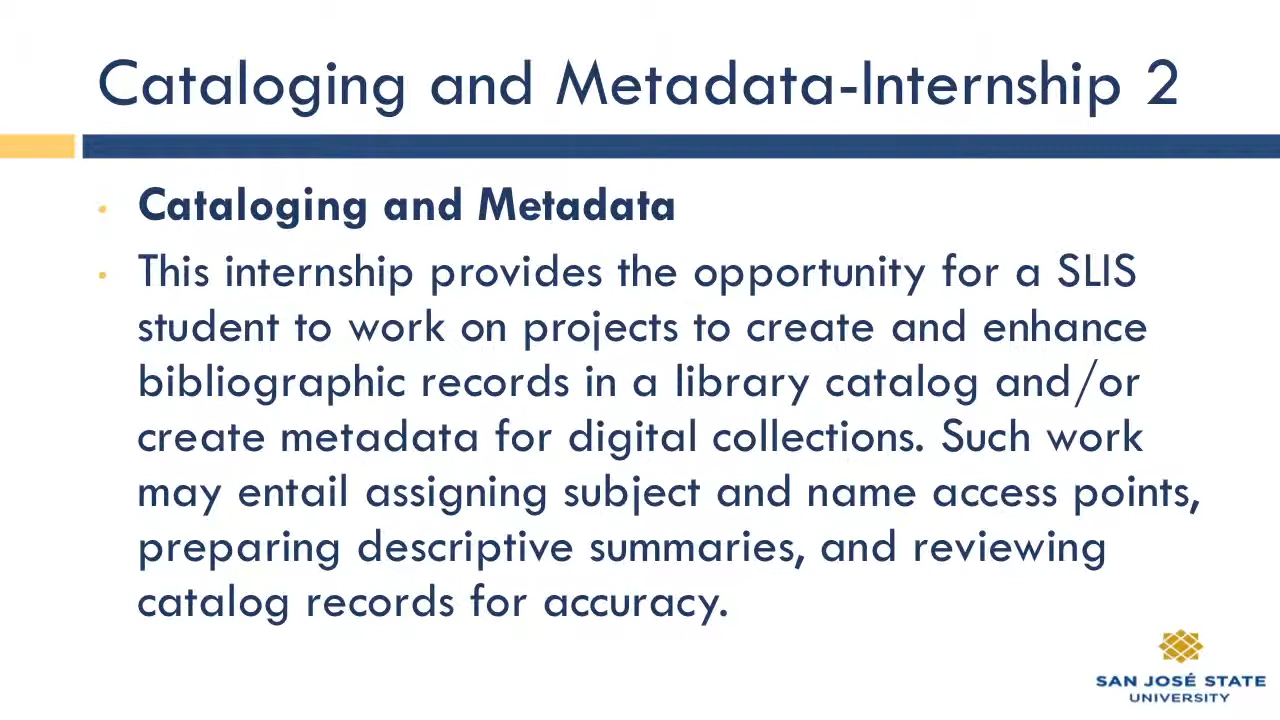 Cataloging and Metadata-Internship 2
• Cataloging and Metadata
• This internship provides the opportunity for a SLIS
student to work on projects to create and enhance
bibliographic records in a library catalog and/or
create metadata for digital collections. Such work
may entail assigning subject and name access points,
preparing descriptive summaries, and reviewing
catalog records for accuracy.
SAN JOSÉ STATE
UNIVERSITY